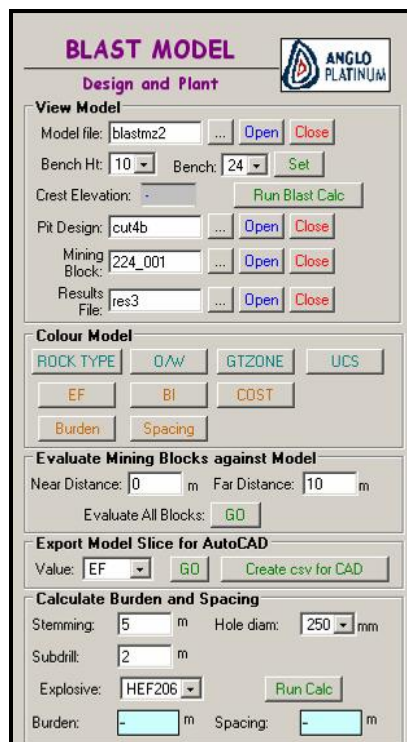 BLAST MODEL
Design and Plant
ANGLO
PLATINUM
View Model
Model file: blastmz2 ... Open Close
Bench Ht: 10 Bench: 24 Set
Crest Elevation: - Run Blast Calc
Pit Design: cut4b ... Open Close
Mining
Block: 224_001 ... Open Close
Results
File: res3 ... Open Close
Colour Model
ROCK TYPE O/W GTZONE UCS
EF BI COST
Burden Spacing
Evaluate Mining Blocks against Model
Near Distance: 0 m Far Distance: 10 m
Evaluate All Blocks: GO
Export Model Slice for AutoCAD
Value: EF GO Create csv for CAD
Calculate Burden and Spacing
Stemming: 5 m Hole diam: 250 mm
Subdrill: 2 m
Explosive: HEF206 Run Calc
Burden: - m Spacing: - m